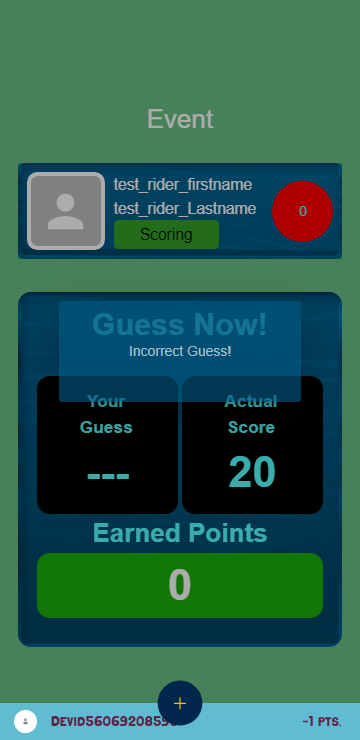 Event
test_rider_firstname
test_rider_Lastname
0
Scoring
Guess Now!
Incorrect Guess!
Your
Guess
---
Actual
Score
20
Earned Points
0
+
-1 PTS.